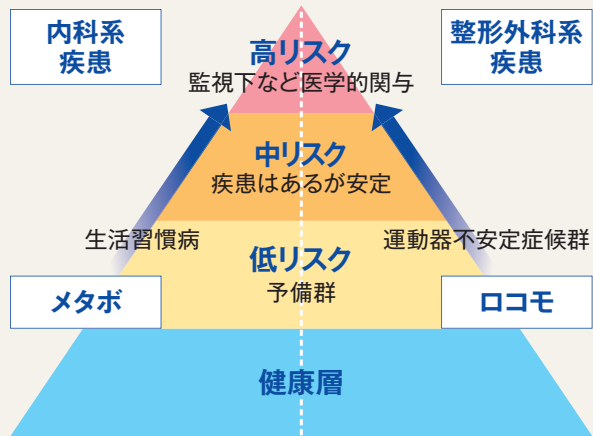 内科系
疾患
整形外科系
疾患
高リスク
監視下など医学的関与
中リスク
疾患はあるが安定
生活習慣病
運動器不安定症候群
低リスク
予備群
メタボ
ロコモ
健康層